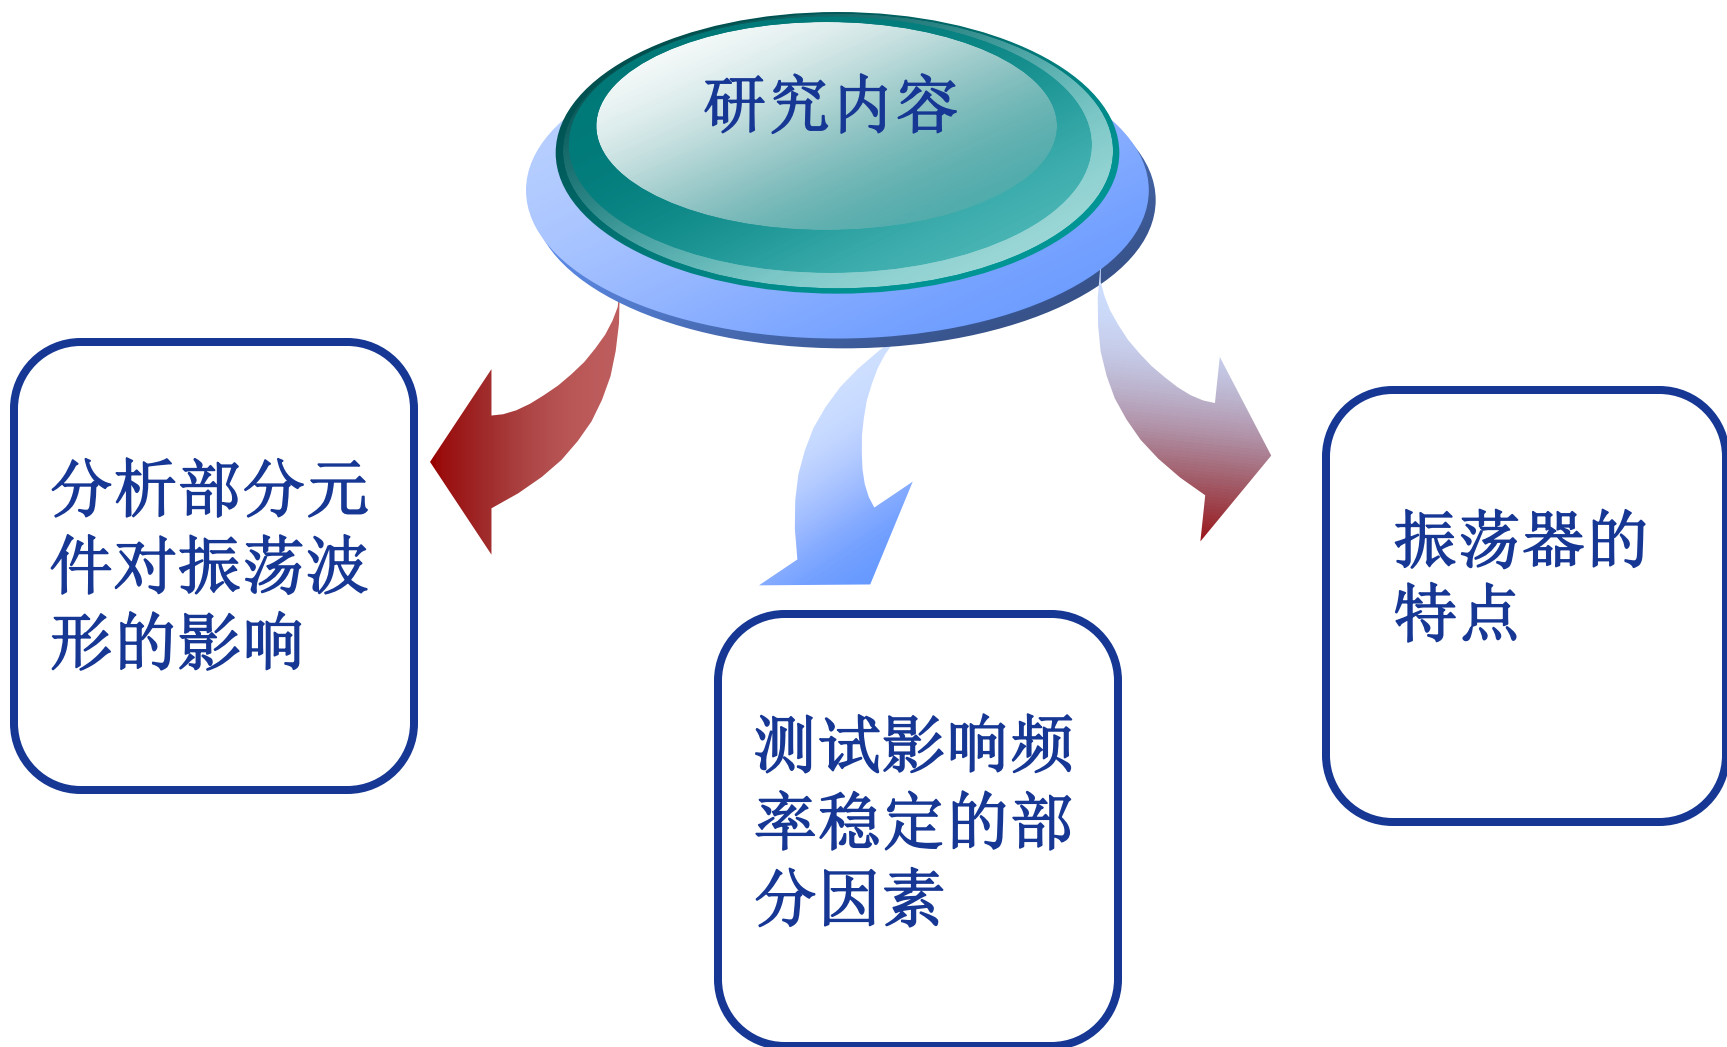 研究内容
分析部分元
件对振荡波
形的影响
测试影响频
率稳定的部
分因素
振荡器的
特点